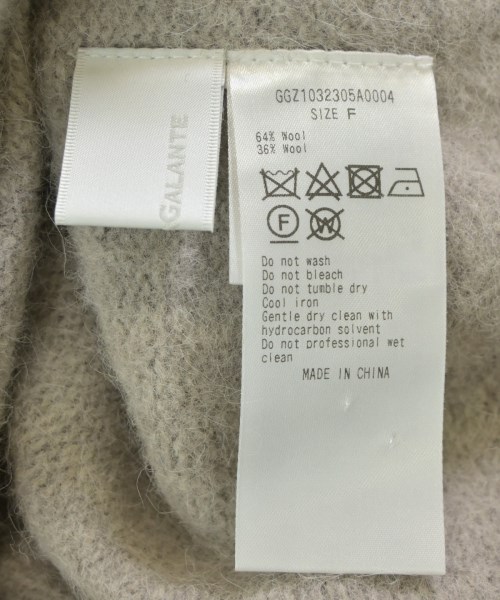 GALANTE
GGZ1032305A0004
SIZE F
64% Wool
36% Wool
F
W
Do not wash
Do not bleach
Do not tumble dry
Cool iron
Gentle dry clean with
hydrocarbon solvent
Do not professional wet
clean
MADE IN CHINA